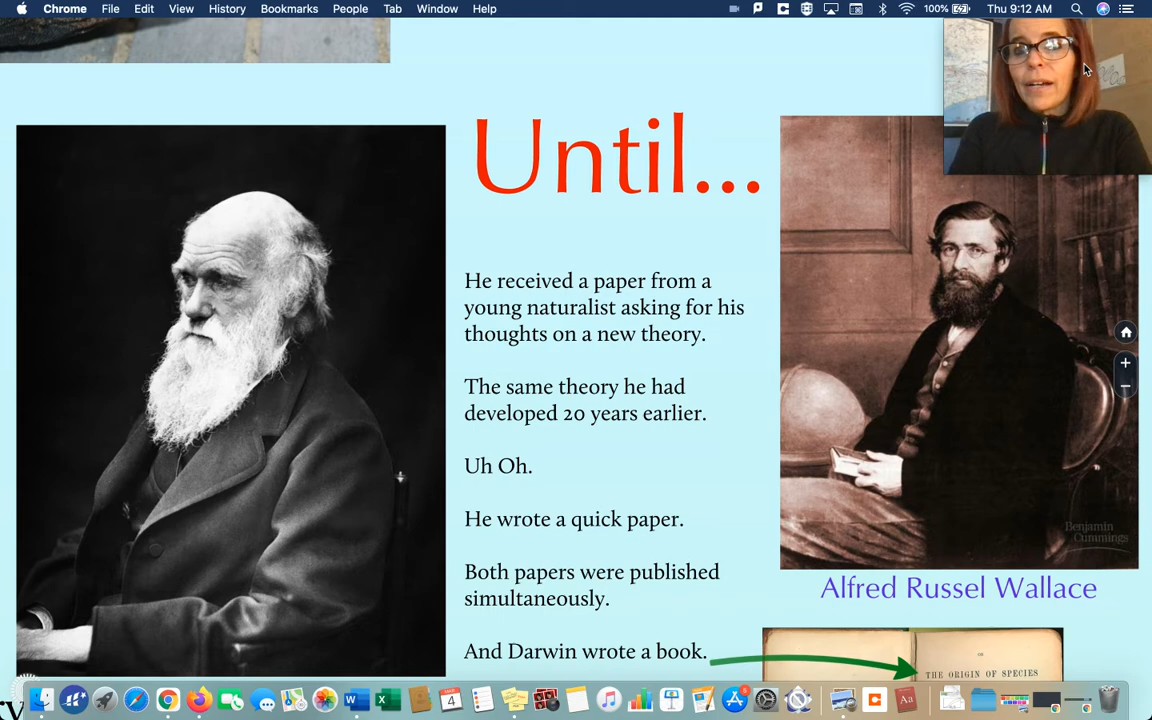 Chrome File Edit View History Bookmarks People Tab Window Help 100% Thu 9:12 AM
Until...
He received a paper from a
young naturalist asking for his
thoughts on a new theory.
The same theory he had
developed 20 years earlier.
Uh Oh.
He wrote a quick paper.
Both papers were published
simultaneously.
And Darwin wrote a book.
Benjamin
Cummings
Alfred Russel Wallace
THE ORIGIN OF SPECIES